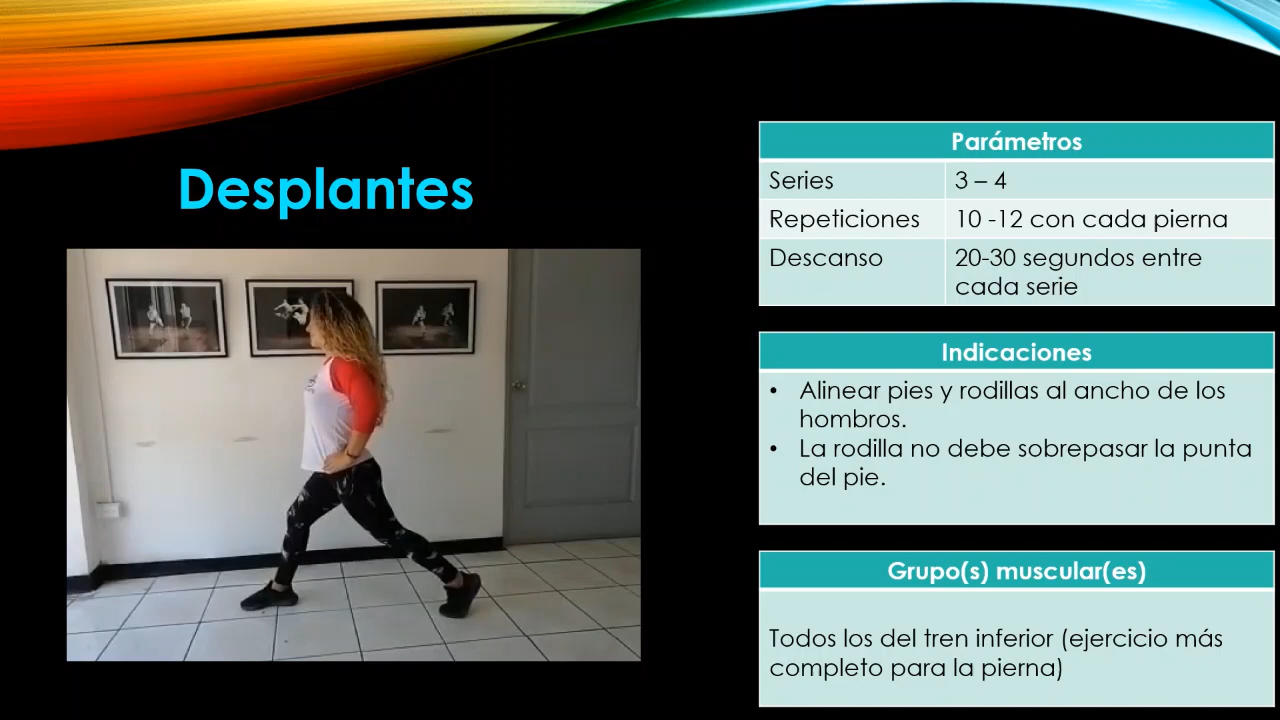 Desplantes
Parámetros
Series 3 – 4
Repeticiones 10 -12 con cada pierna
Descanso 20-30 segundos entre
cada serie
Indicaciones
• Alinear pies y rodillas al ancho de los
hombros.
• La rodilla no debe sobrepasar la punta
del pie.
Grupo(s) muscular(es)
Todos los del tren inferior (ejercicio más
completo para la pierna)